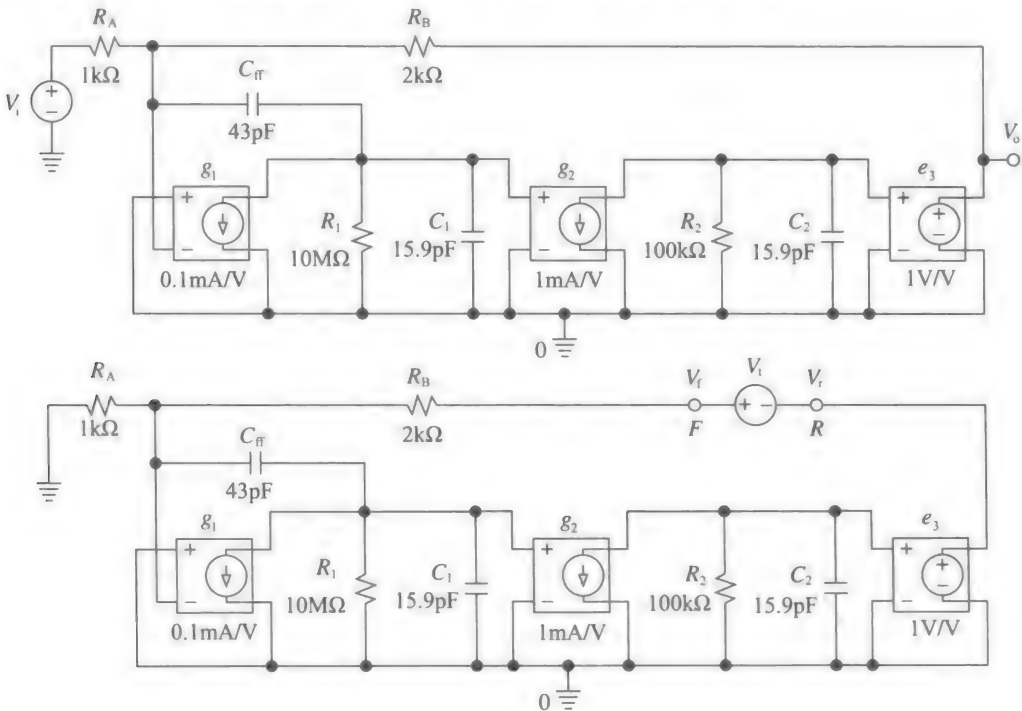 R_A
R_B
1kΩ
2kΩ
C_ff
43pF
V_i
+
−
g_1
g_2
e_3
V_o
+
−
+
−
+
−
+
−
R_1
10MΩ
C_1
15.9pF
R_2
100kΩ
C_2
15.9pF
0.1mA/V
1mA/V
1V/V
0
R_A
R_B
V_f
V_t
V_r
+
−
1kΩ
2kΩ
F
R
C_ff
43pF
g_1
g_2
e_3
+
−
+
−
+
−
+
−
R_1
10MΩ
C_1
15.9pF
R_2
100kΩ
C_2
15.9pF
0.1mA/V
1mA/V
1V/V
0